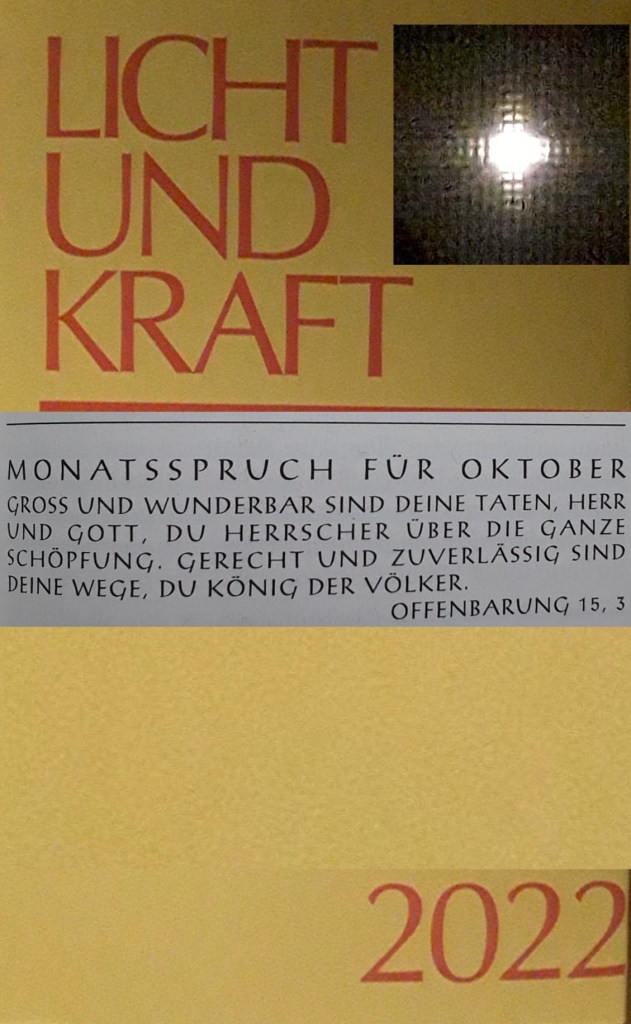 LICHT
UND
KRAFT
MONATSSPRUCH FÜR OKTOBER
GROSS UND WUNDERBAR SIND DEINE TATEN, HERR
UND GOTT, DU HERRSCHER ÜBER DIE GANZE
SCHÖPFUNG. GERECHT UND ZUVERLÄSSIG SIND
DEINE WEGE, DU KÖNIG DER VÖLKER.
OFFENBARUNG 15, 3
2022